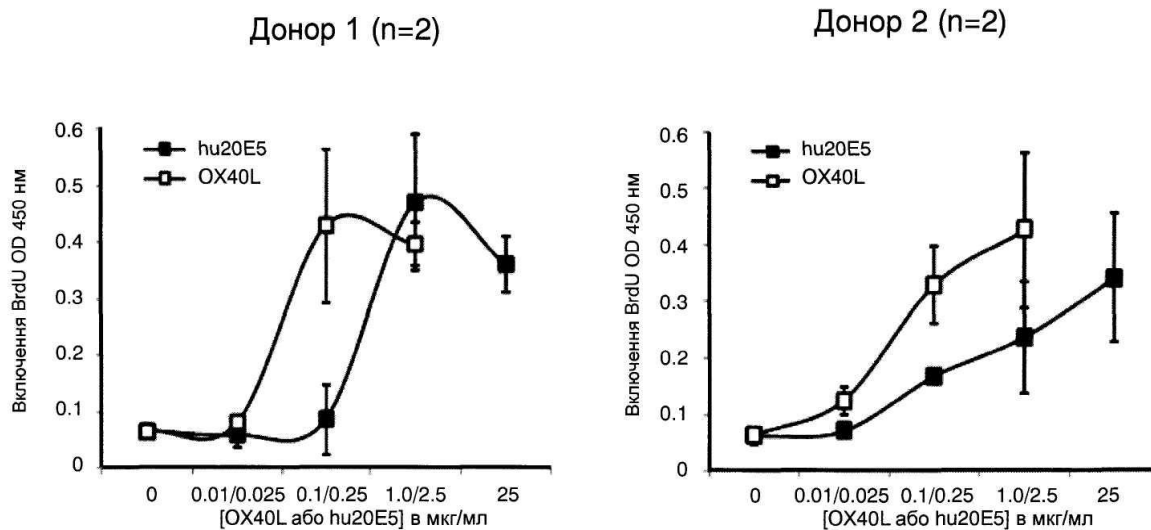 Донор 1 (n=2)
Включення BrdU OD 450 нм
0.6
0.5
0.4
0.3
0.2
0.1
0
hu20E5
OX40L
0 0.01/0.025 0.1/0.25 1.0/2.5 25
[OX40L або hu20E5] в мкг/мл
Донор 2 (n=2)
Включення BrdU OD 450 нм
0.6
0.5
0.4
0.3
0.2
0.1
0
hu20E5
OX40L
0 0.01/0.025 0.1/0.25 1.0/2.5 25
[OX40L або hu20E5] в мкг/мл